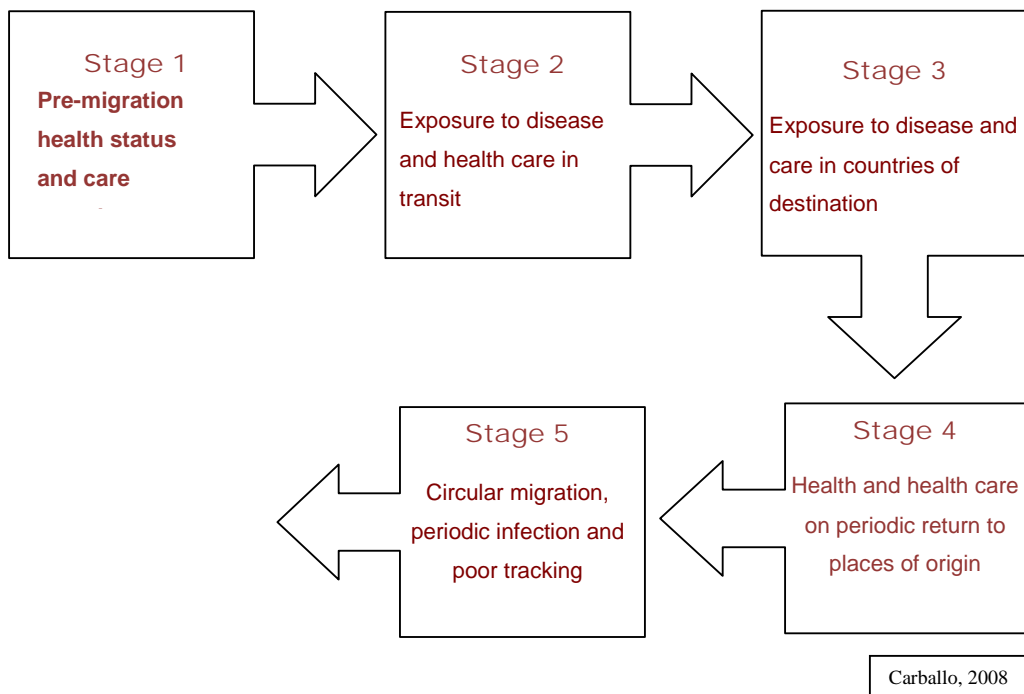 Stage 1
Pre-migration
health status
and care
Stage 2
Exposure to disease
and health care in
transit
Stage 3
Exposure to disease and
care in countries of
destination
Stage 4
Health and health care
on periodic return to
places of origin
Stage 5
Circular migration,
periodic infection and
poor tracking
Carballo, 2008